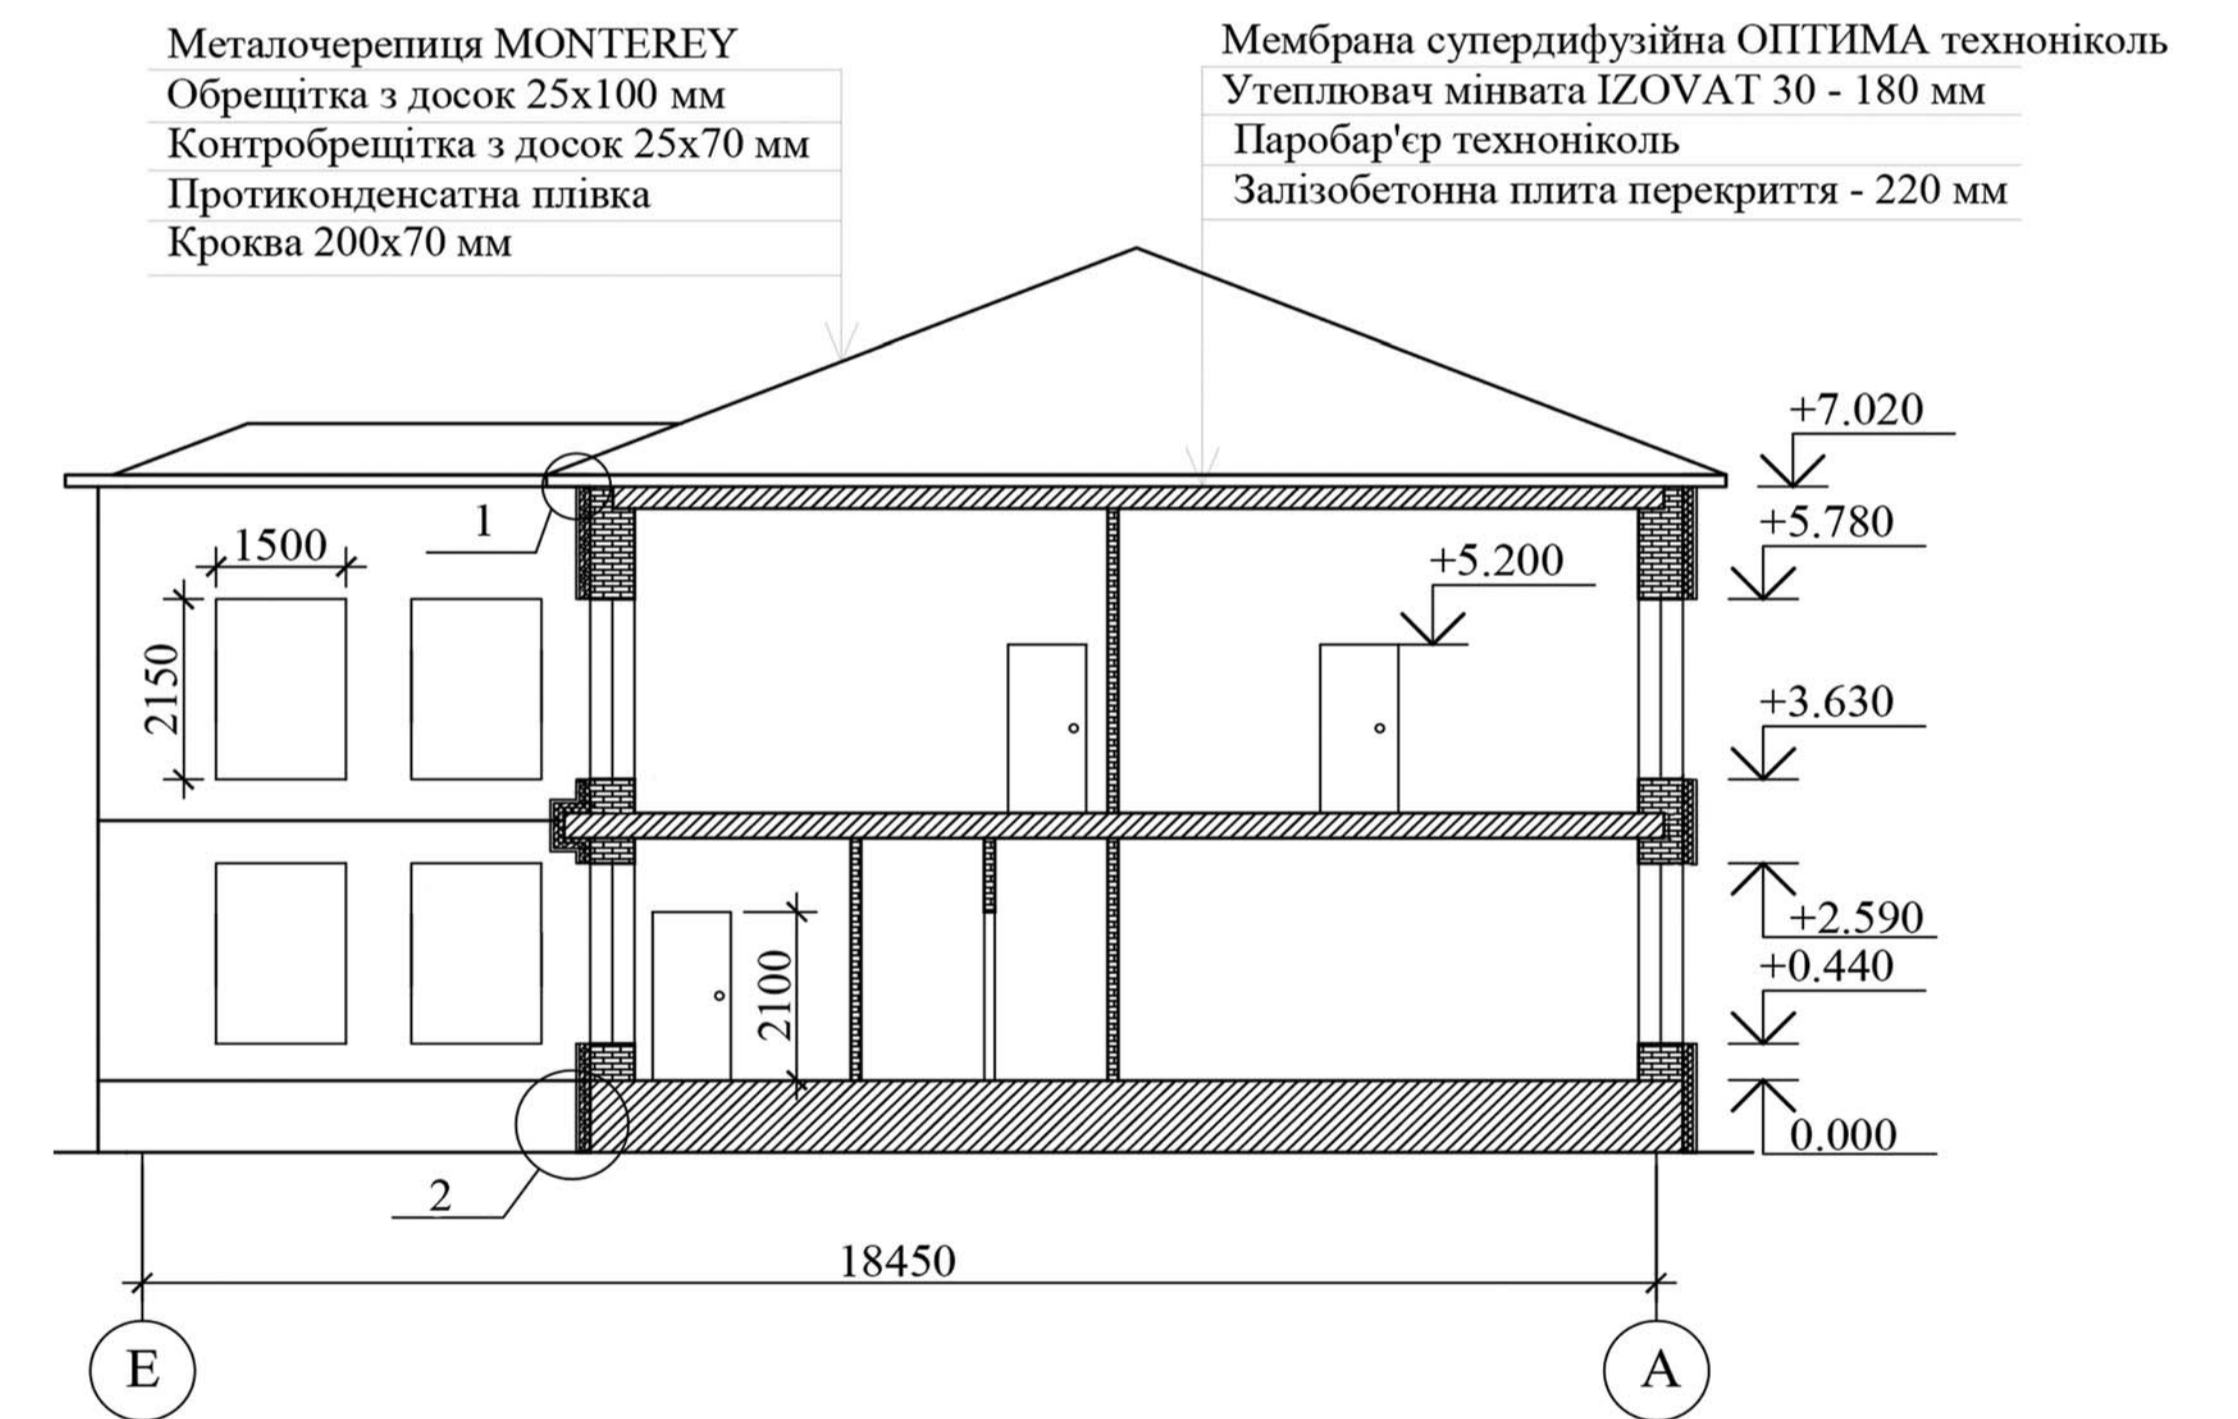 Металочерепиця MONTEREY
Обрещітка з досок 25х100 мм
Контробрещітка з досок 25х70 мм
Протиконденсатна плівка
Кроква 200х70 мм
Мембрана супердифузійна ОПТИМА техноніколь
Утеплювач мінвата IZOVAT 30 - 180 мм
Паробар'єр техноніколь
Залізобетонна плита перекриття - 220 мм
+7.020
+5.780
+5.200
+3.630
+2.590
+0.440
0.000
1
1500
2150
2100
2
18450
Е
А